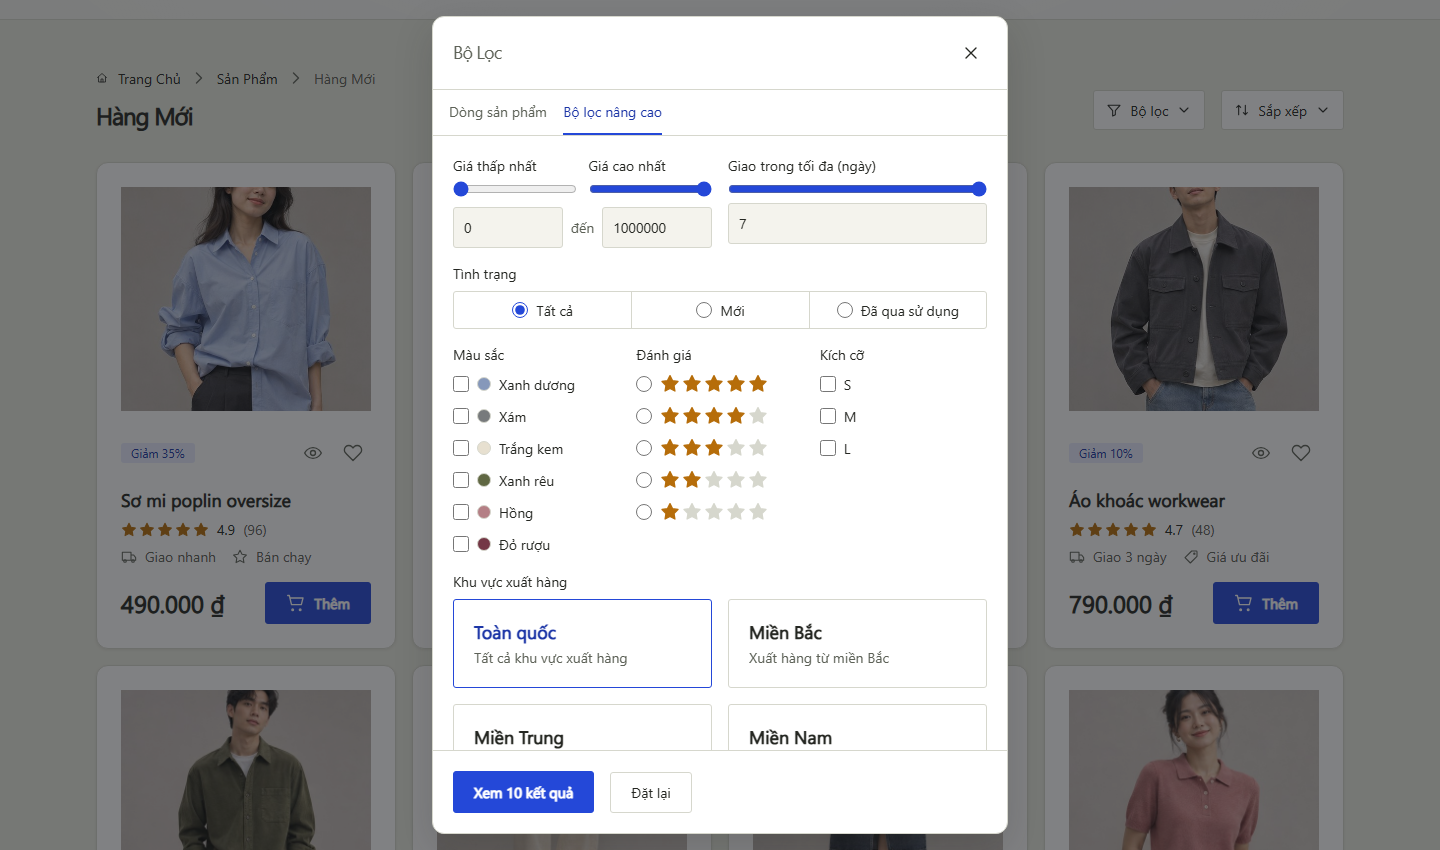 Bộ Lọc
Dòng sản phẩm Bộ lọc nâng cao
Trang Chủ Sản Phẩm Hàng Mới
Hàng Mới
Bộ lọc Sắp xếp
Giá thấp nhất Giá cao nhất Giao trong tối đa (ngày)
0 đến 1000000 7
Tình trạng
Tất cả Mới Đã qua sử dụng
Màu sắc Đánh giá Kích cỡ
Xanh dương S
Xám M
Trắng kem L
Xanh rêu
Hồng
Đỏ rượu
Khu vực xuất hàng
Toàn quốc Miền Bắc
Tất cả khu vực xuất hàng Xuất hàng từ miền Bắc
Miền Trung Miền Nam
Xem 10 kết quả Đặt lại
Giảm 35%
Sơ mi poplin oversize
4.9 (96)
Giao nhanh Bán chạy
490.000 ₫ Thêm
Giảm 10%
Áo khoác workwear
4.7 (48)
Giao 3 ngày Giá ưu đãi
790.000 ₫ Thêm